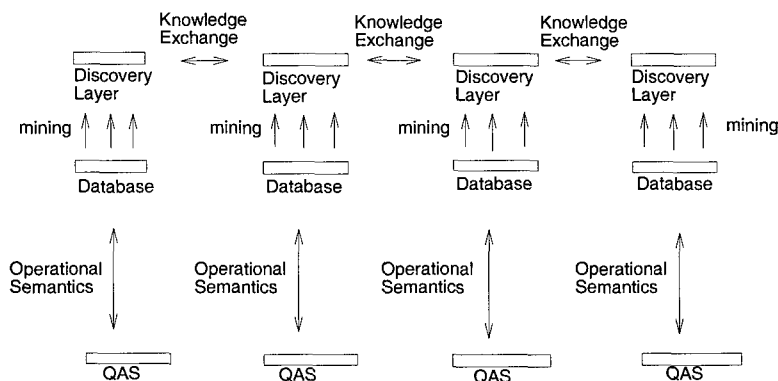 Knowledge
Exchange
Knowledge
Exchange
Knowledge
Exchange
Discovery
Layer
Discovery
Layer
Discovery
Layer
Discovery
Layer
mining
mining
mining
mining
Database
Database
Database
Database
Operational
Semantics
Operational
Semantics
Operational
Semantics
Operational
Semantics
QAS
QAS
QAS
QAS